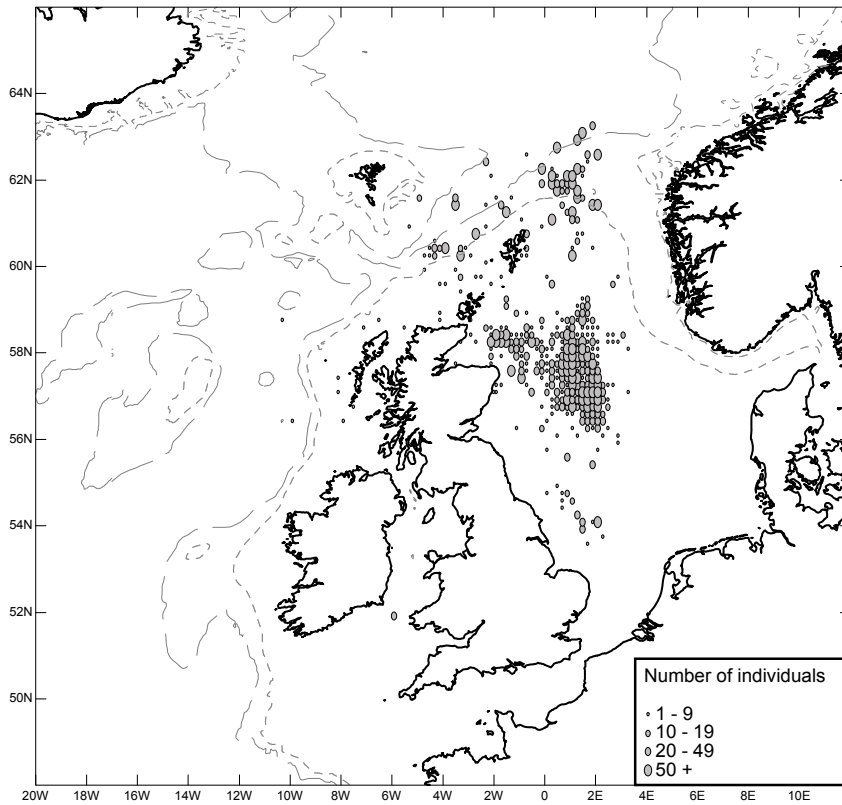 64N
62N
60N
58N
56N
54N
52N
50N
Number of individuals
1 - 9
10 - 19
20 - 49
50 +
20W 18W 16W 14W 12W 10W 8W 6W 4W 2W 0 2E 4E 6E 8E 10E